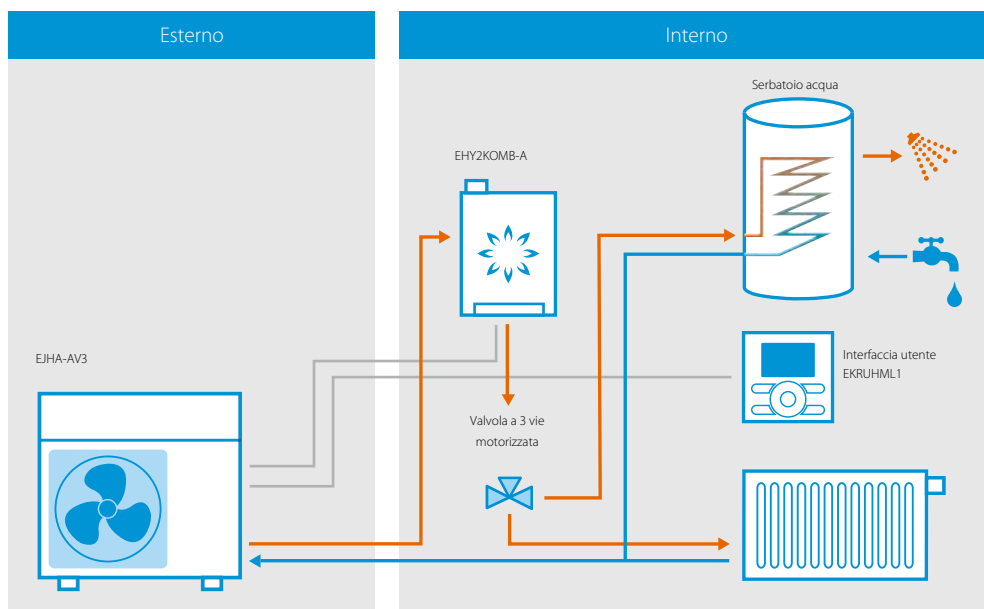 Esterno
Interno
Serbatoio acqua
EHY2KOMB-A
EJHA-AV3
Interfaccia utente
EKRUHML1
Valvola a 3 vie
motorizzata